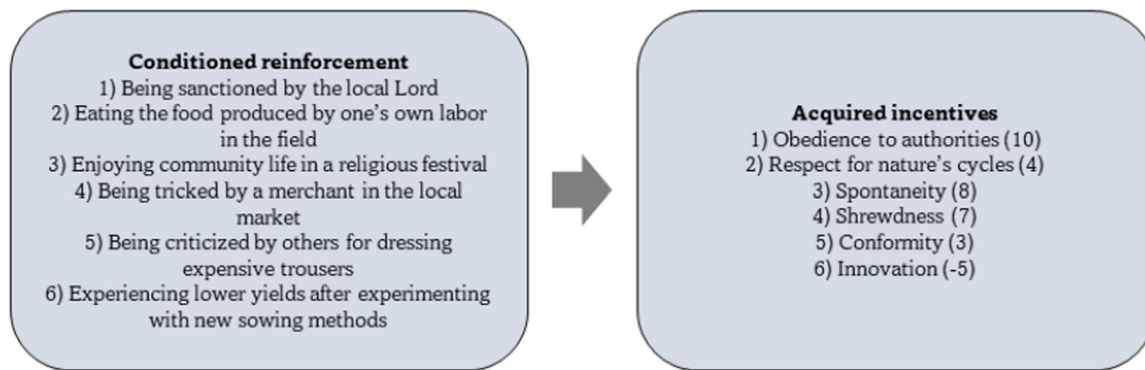 Conditioned reinforcement
1) Being sanctioned by the local Lord
2) Eating the food produced by one's own labor
in the field
3) Enjoying community life in a religious festival
4) Being tricked by a merchant in the local
market
5) Being criticized by others for dressing
expensive trousers
6) Experiencing lower yields after experimenting
with new sowing methods
Acquired incentives
1) Obedience to authorities (10)
2) Respect for nature's cycles (4)
3) Spontaneity (8)
4) Shrewdness (7)
5) Conformity (3)
6) Innovation (-5)